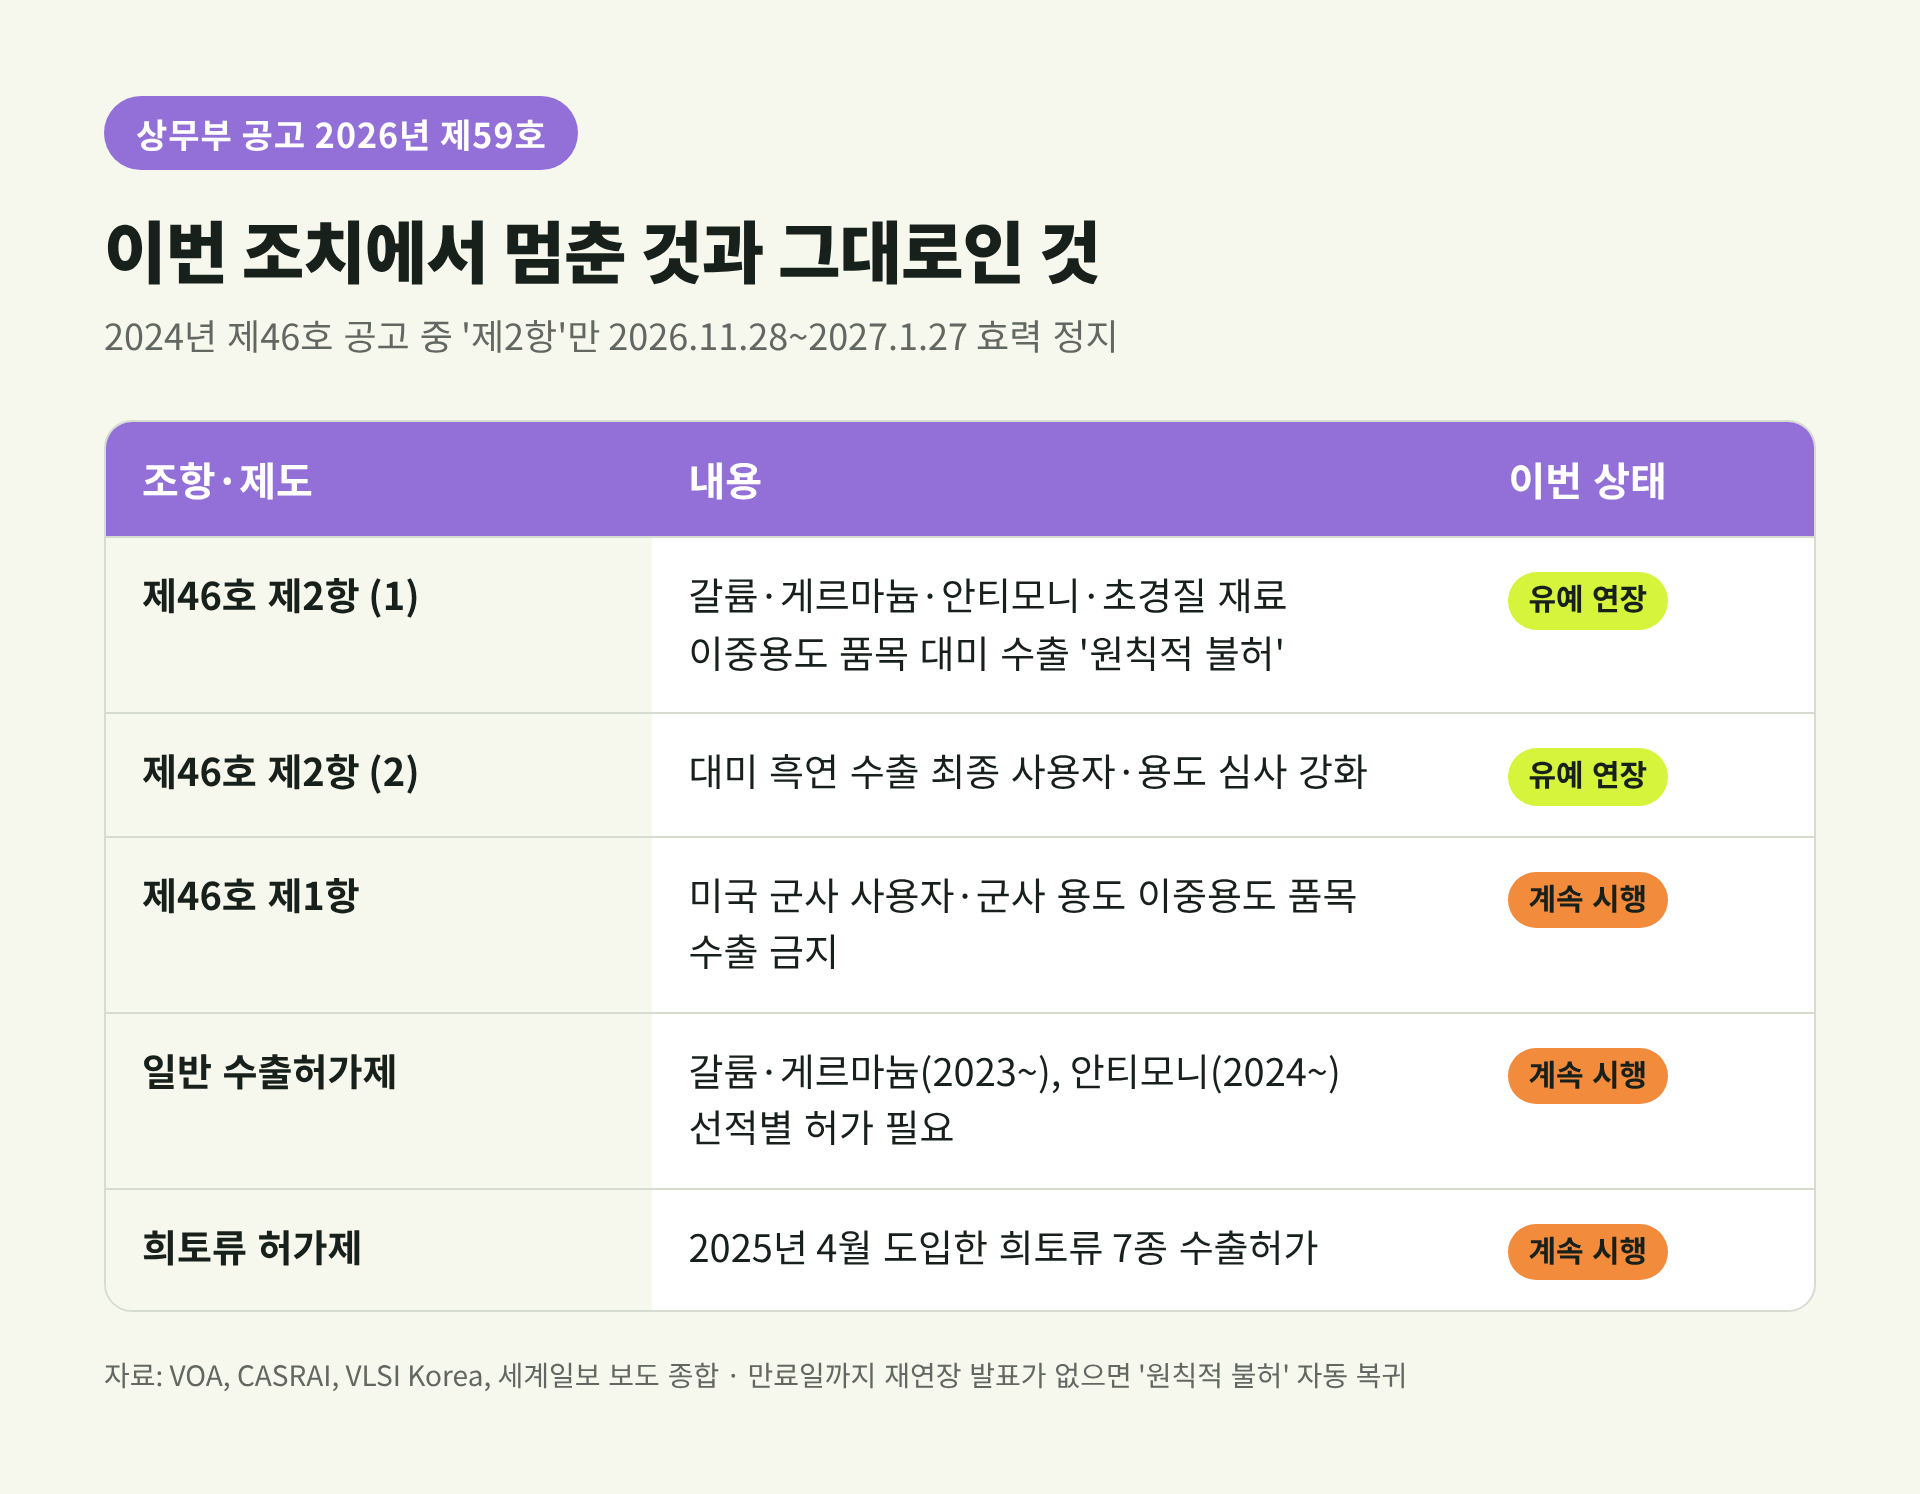 상무부 공고 2026년 제59호
이번 조치에서 멈춘 것과 그대로인 것
2024년 제46호 공고 중 '제2항'만 2026.11.28~2027.1.27 효력 정지
조항·제도 내용 이번 상태
제46호 제2항 (1) 갈륨·게르마늄·안티모니·초경질 재료 유예 연장
이중용도 품목 대미 수출 '원칙적 불허'
제46호 제2항 (2) 대미 흑연 수출 최종 사용자·용도 심사 강화 유예 연장
제46호 제1항 미국 군사 사용자·군사 용도 이중용도 품목 계속 시행
수출 금지
일반 수출허가제 갈륨·게르마늄(2023~), 안티모니(2024~) 계속 시행
선적별 허가 필요
희토류 허가제 2025년 4월 도입한 희토류 7종 수출허가 계속 시행
자료: VOA, CASRAI, VLSI Korea, 세계일보 보도 종합 · 만료일까지 재연장 발표가 없으면 '원칙적 불허' 자동 복귀